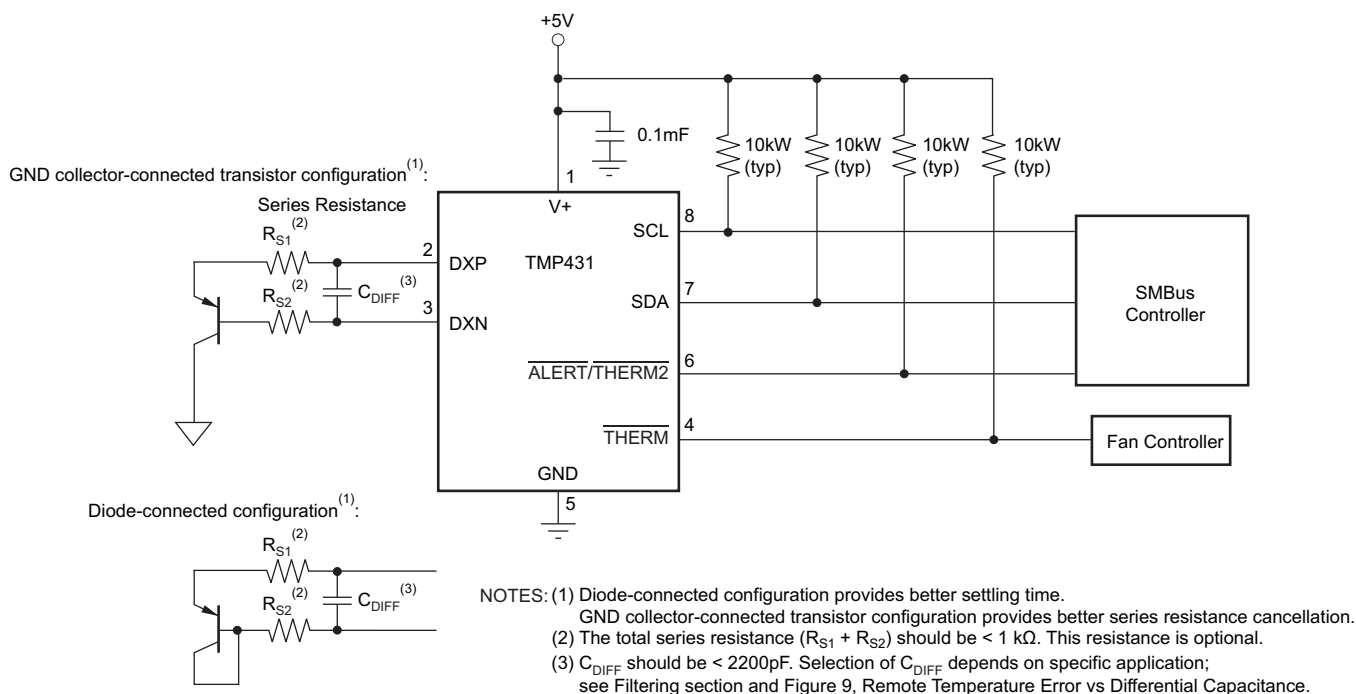 +5V
0.1mF
10kW
(typ)
10kW
(typ)
10kW
(typ)
10kW
(typ)
GND collector-connected transistor configuration(1):
Series Resistance
RS1(2)
RS2(2)
CDIFF(3)
1
V+
2
DXP
TMP431
3
DXN
8
SCL
7
SDA
6
ALERT/THERM2
4
THERM
GND
5
SMBus
Controller
Fan Controller
Diode-connected configuration(1):
RS1(2)
RS2(2)
CDIFF(3)
NOTES: (1) Diode-connected configuration provides better settling time.
GND collector-connected transistor configuration provides better series resistance cancellation.
(2) The total series resistance (RS1 + RS2) should be < 1 kΩ. This resistance is optional.
(3) CDIFF should be < 2200pF. Selection of CDIFF depends on specific application;
see Filtering section and Figure 9, Remote Temperature Error vs Differential Capacitance.